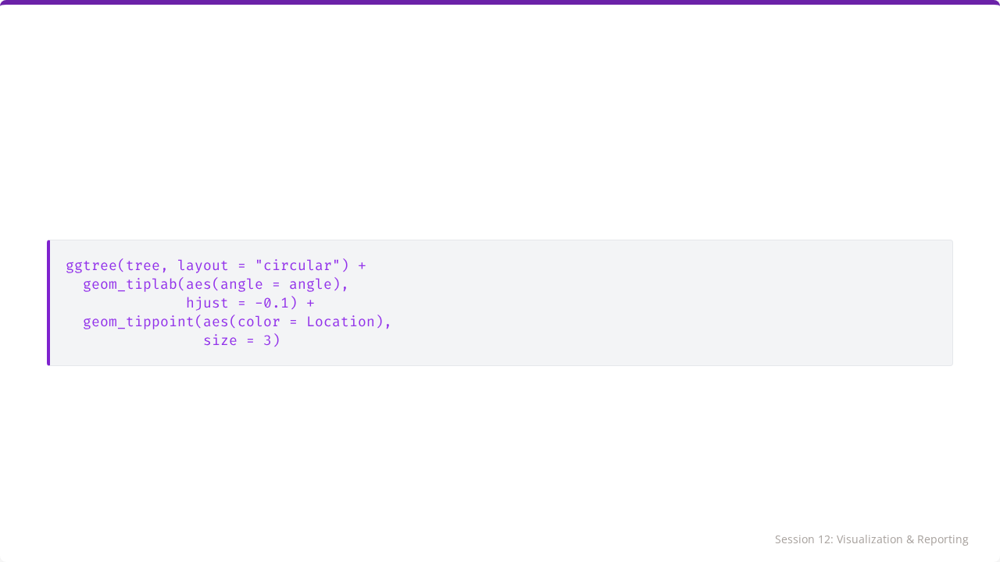 ggtree(tree, layout = "circular") +
  geom_tiplab(aes(angle = angle),
              hjust = -0.1) +
  geom_tippoint(aes(color = Location),
                size = 3)
Session 12: Visualization & Reporting